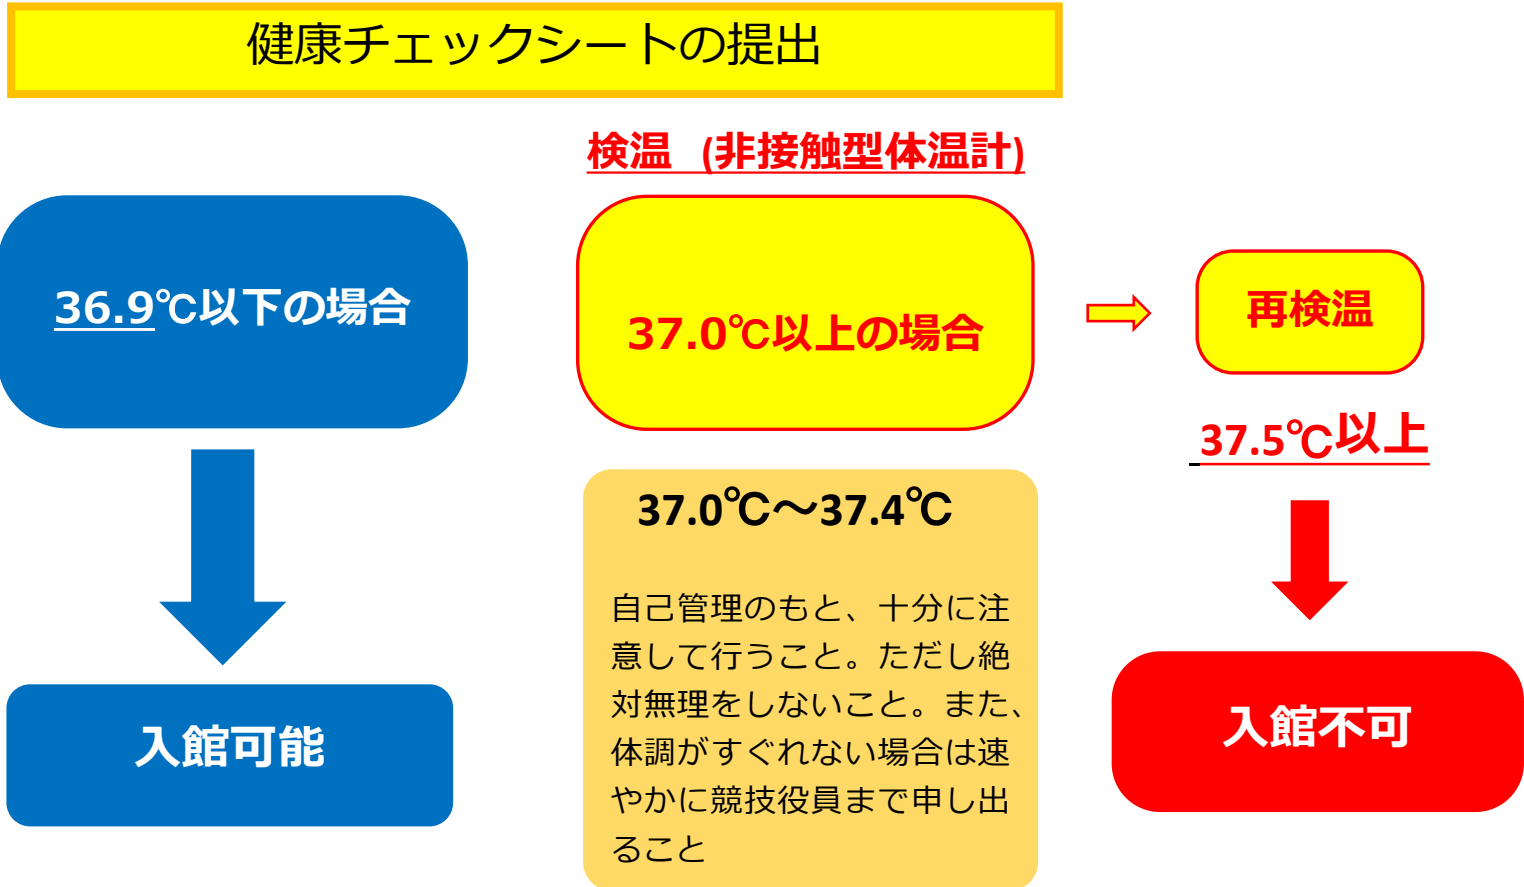 健康チェックシートの提出
検温 (非接触型体温計)
36.9℃以下の場合
37.0℃以上の場合
再検温
37.5℃以上
37.0℃～37.4℃
自己管理のもと、十分に注
意して行うこと。ただし絶
対無理をしないこと。また、
体調がすぐれない場合は速
やかに競技役員まで申し出
ること
入館可能
入館不可